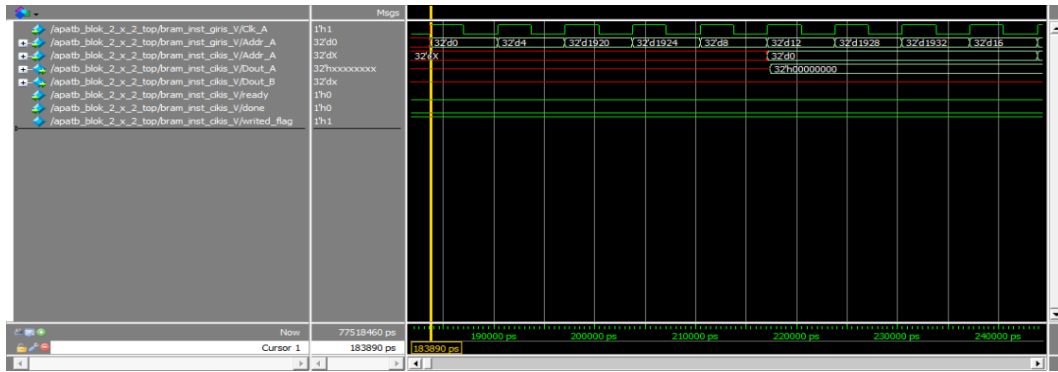 Msgs
/apatb_blok_2_x_2_top/bram_inst_giris_V/Clk_A 1'h1
/apatb_blok_2_x_2_top/bram_inst_giris_V/Addr_A 32'd0 32'd0 32'd4 32'd1920 32'd1924 32'd8 32'd12 32'd1928 32'd1932 32'd16
/apatb_blok_2_x_2_top/bram_inst_cikis_V/Addr_A 32'dX 32'dX 32'd0
/apatb_blok_2_x_2_top/bram_inst_cikis_V/Dout_A 32'hxxxxxxxx 32'h00000000
/apatb_blok_2_x_2_top/bram_inst_cikis_V/Dout_B 32'dx
/apatb_blok_2_x_2_top/bram_inst_cikis_V/ready 1'h0
/apatb_blok_2_x_2_top/bram_inst_cikis_V/done 1'h0
/apatb_blok_2_x_2_top/bram_inst_cikis_V/writed_flag 1'h1
Now 77518460 ps 190000 ps 200000 ps 210000 ps 220000 ps 230000 ps 240000 ps
Cursor 1 183890 ps 183890 ps